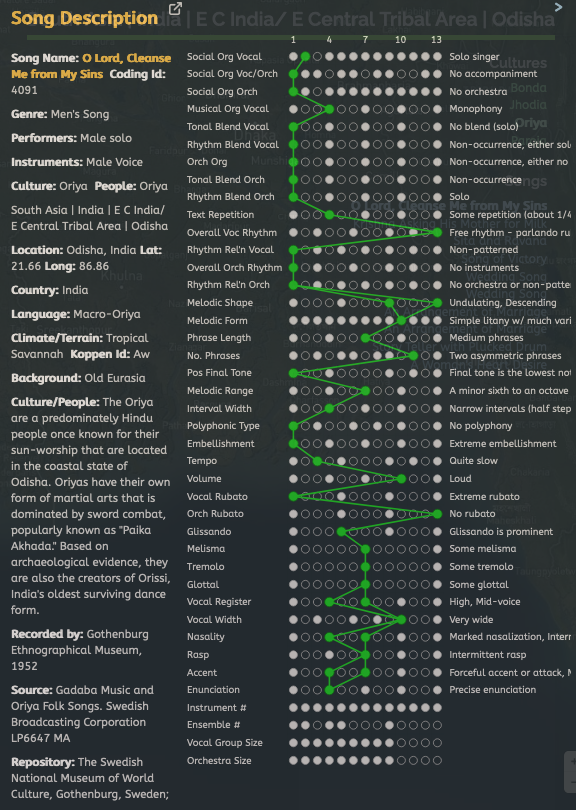 Song Description
| E C India/ E Central Tribal Area | Odisha
Song Name: O Lord, Cleanse
Me from My Sins Coding Id:
4091
Genre: Men's Song
Performers: Male solo
Instruments: Male Voice
Culture: Oriya People: Oriya
South Asia | India | E C India/
E Central Tribal Area | Odisha
Location: Odisha, India Lat:
21.66 Long: 86.86
Country: India
Language: Macro-Oriya
Climate/Terrain: Tropical
Savannah Koppen Id: Aw
Background: Old Eurasia
Culture/People: The Oriya
are a predominately Hindu
people once known for their
sun-worship that are located
in the coastal state of
Odisha. Oriyas have their own
form of martial arts that is
dominated by sword combat,
popularly known as "Paika
Akhada." Based on
archaeological evidence, they
are also the creators of Orissi,
India's oldest surviving dance
form.
Recorded by: Gothenburg
Ethnographical Museum,
1952
Source: Gadaba Music and
Oriya Folk Songs. Swedish
Broadcasting Corporation
LP6647 MA
Repository: The Swedish
National Museum of World
Culture, Gothenburg, Sweden;
1 4 7 10 13
Social Org Vocal Solo singer
Social Org Voc/Orch No accompaniment
Social Org Orch No orchestra
Musical Org Vocal Monophony
Tonal Blend Vocal No blend (solo)
Rhythm Blend Vocal Non-occurrence, either solo
Orch Org Non-occurrence, either no
Tonal Blend Orch Non-occurrence
Rhythm Blend Orch Solo
Text Repetition Some repetition (about 1/4
Overall Voc Rhythm Free rhythm - parlando ru
Rhythm Rel'n Vocal Non-patterned
Overall Orch Rhythm No instruments
Rhythm Rel'n Orch No orchestra or non-patte
Melodic Shape Undulating, Descending
Melodic Form Simple litany w/ much vari
Phrase Length Medium phrases
No. Phrases Two asymmetric phrases
Pos Final Tone Final tone is the lowest not
Melodic Range A minor sixth to an octave
Interval Width Narrow intervals (half step
Polyphonic Type No polyphony
Embellishment Extreme embellishment
Tempo Quite slow
Volume Loud
Vocal Rubato Extreme rubato
Orch Rubato No rubato
Glissando Glissando is prominent
Melisma Some melisma
Tremolo Some tremolo
Glottal Some glottal
Vocal Register High, Mid-voice
Vocal Width Very wide
Nasality Marked nasalization, Interr
Rasp Intermittent rasp
Accent Forceful accent or attack, M
Enunciation Precise enunciation
Instrument #
Ensemble #
Vocal Group Size
Orchestra Size
Cultures
Bonda
Jhodia
Oriya
Songs
O Lord, Cleanse Me from My Sins